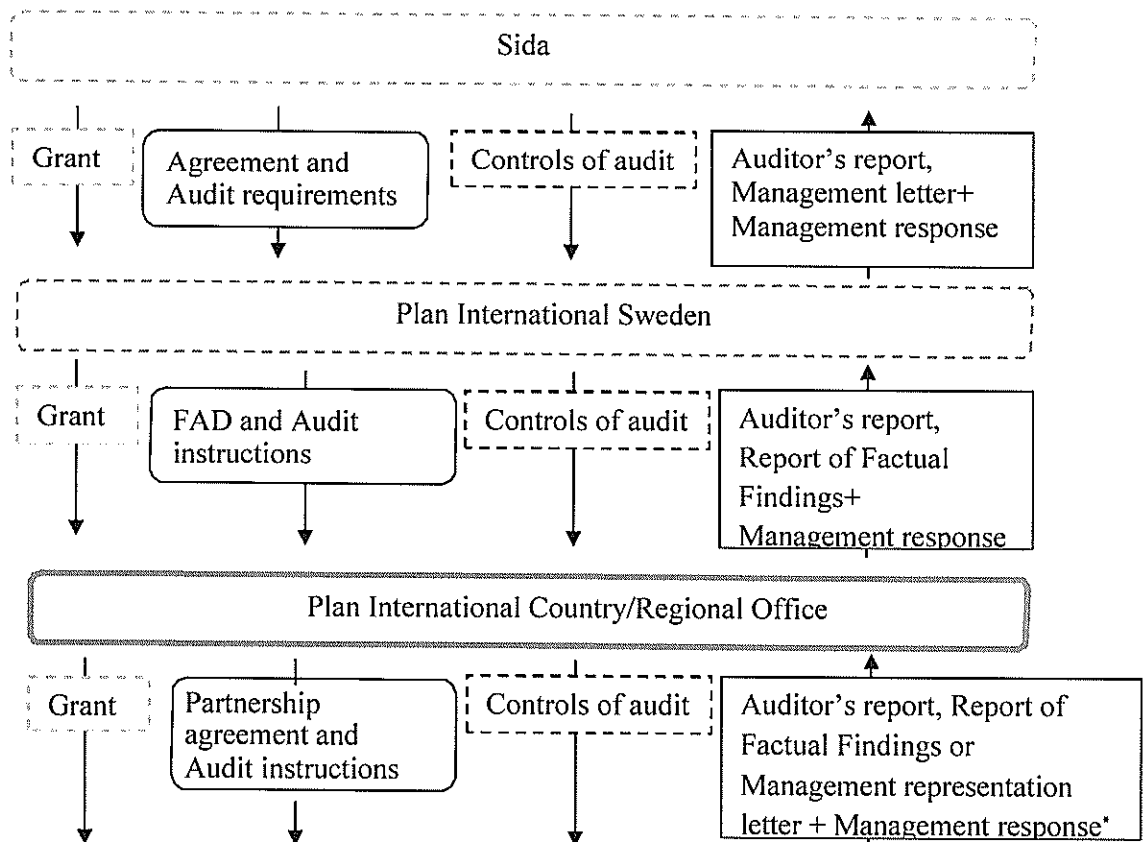 Sida
Grant
Agreement and
Audit requirements
Controls of audit
Auditor's report,
Management letter+
Management response
Plan International Sweden
Grant
FAD and Audit
instructions
Controls of audit
Auditor's report,
Report of Factual
Findings+
Management response
Plan International Country/Regional Office
Grant
Partnership
agreement and
Audit instructions
Controls of audit
Auditor's report, Report of
Factual Findings or
Management representation
letter + Management response*